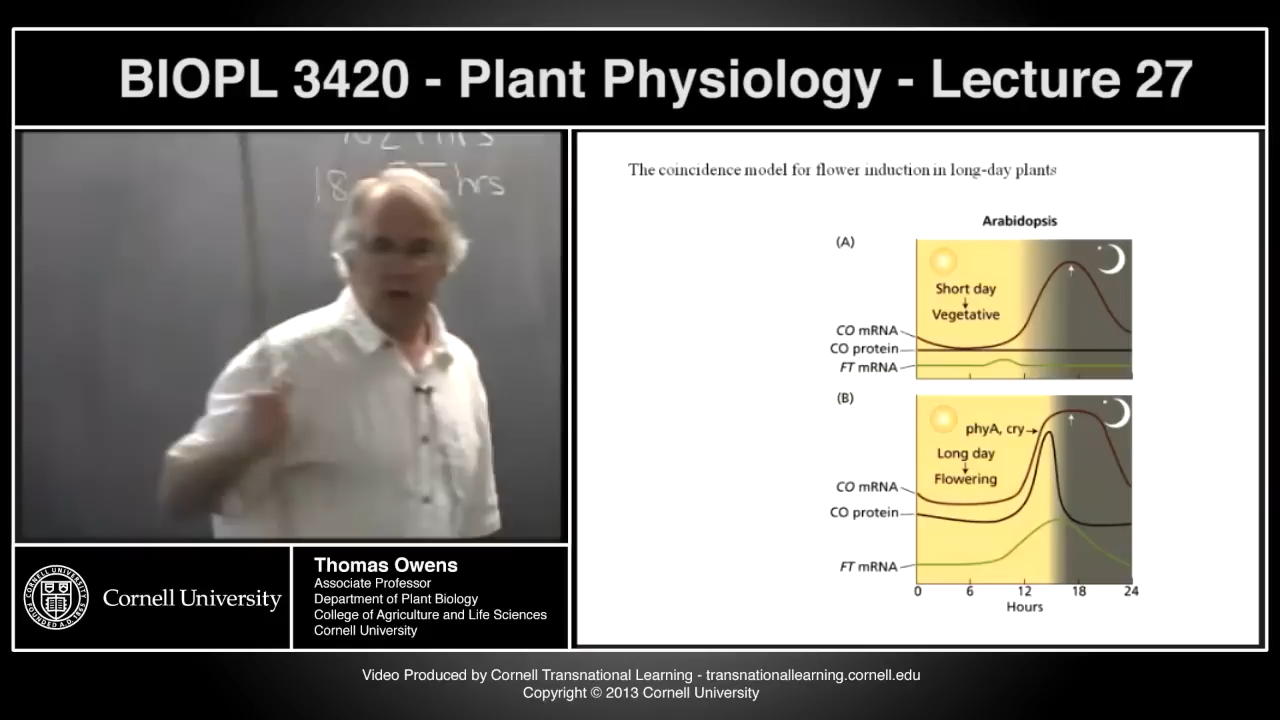 BIOPL 3420 - Plant Physiology - Lecture 27
18
hrs
Cornell University
Thomas Owens
Associate Professor
Department of Plant Biology
College of Agriculture and Life Sciences
Cornell University
The coincidence model for flower induction in long-day plants
Arabidopsis
(A)
Short day
Vegetative
CO mRNA
CO protein
FT mRNA
(B)
phyA, cry
Long day
Flowering
CO mRNA
CO protein
FT mRNA
0 6 12 18 24
Hours
Video Produced by Cornell Transnational Learning - transnationallearning.cornell.edu
Copyright © 2013 Cornell University